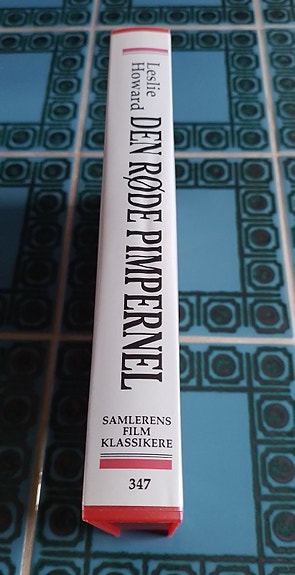 Leslie
Howard
DEN RØDE PIMPERNEL
SAMLERENS
FILM
KLASSIKERE
347